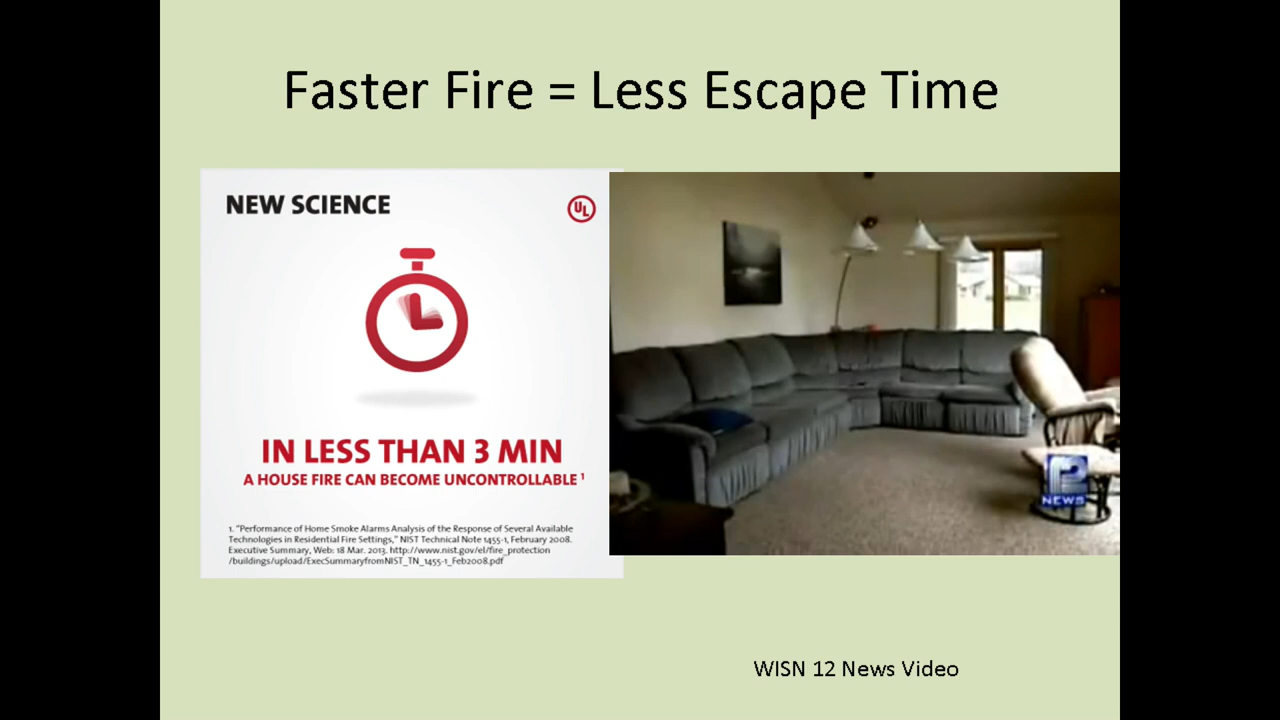 Faster Fire = Less Escape Time
NEW SCIENCE
UL
IN LESS THAN 3 MIN
A HOUSE FIRE CAN BECOME UNCONTROLLABLE ¹
1. "Performance of Home Smoke Alarms Analysis of the Response of Several Available
Technologies in Residential Fire Settings," NIST Technical Note 1455-1, February 2008.
Executive Summary, Web: 18 Mar. 2013. http://www.nist.gov/el/fire_protection
/buildings/upload/ExecSummaryfromNIST_TN_1455-1_Feb2008.pdf
12
NEWS
WISN 12 News Video